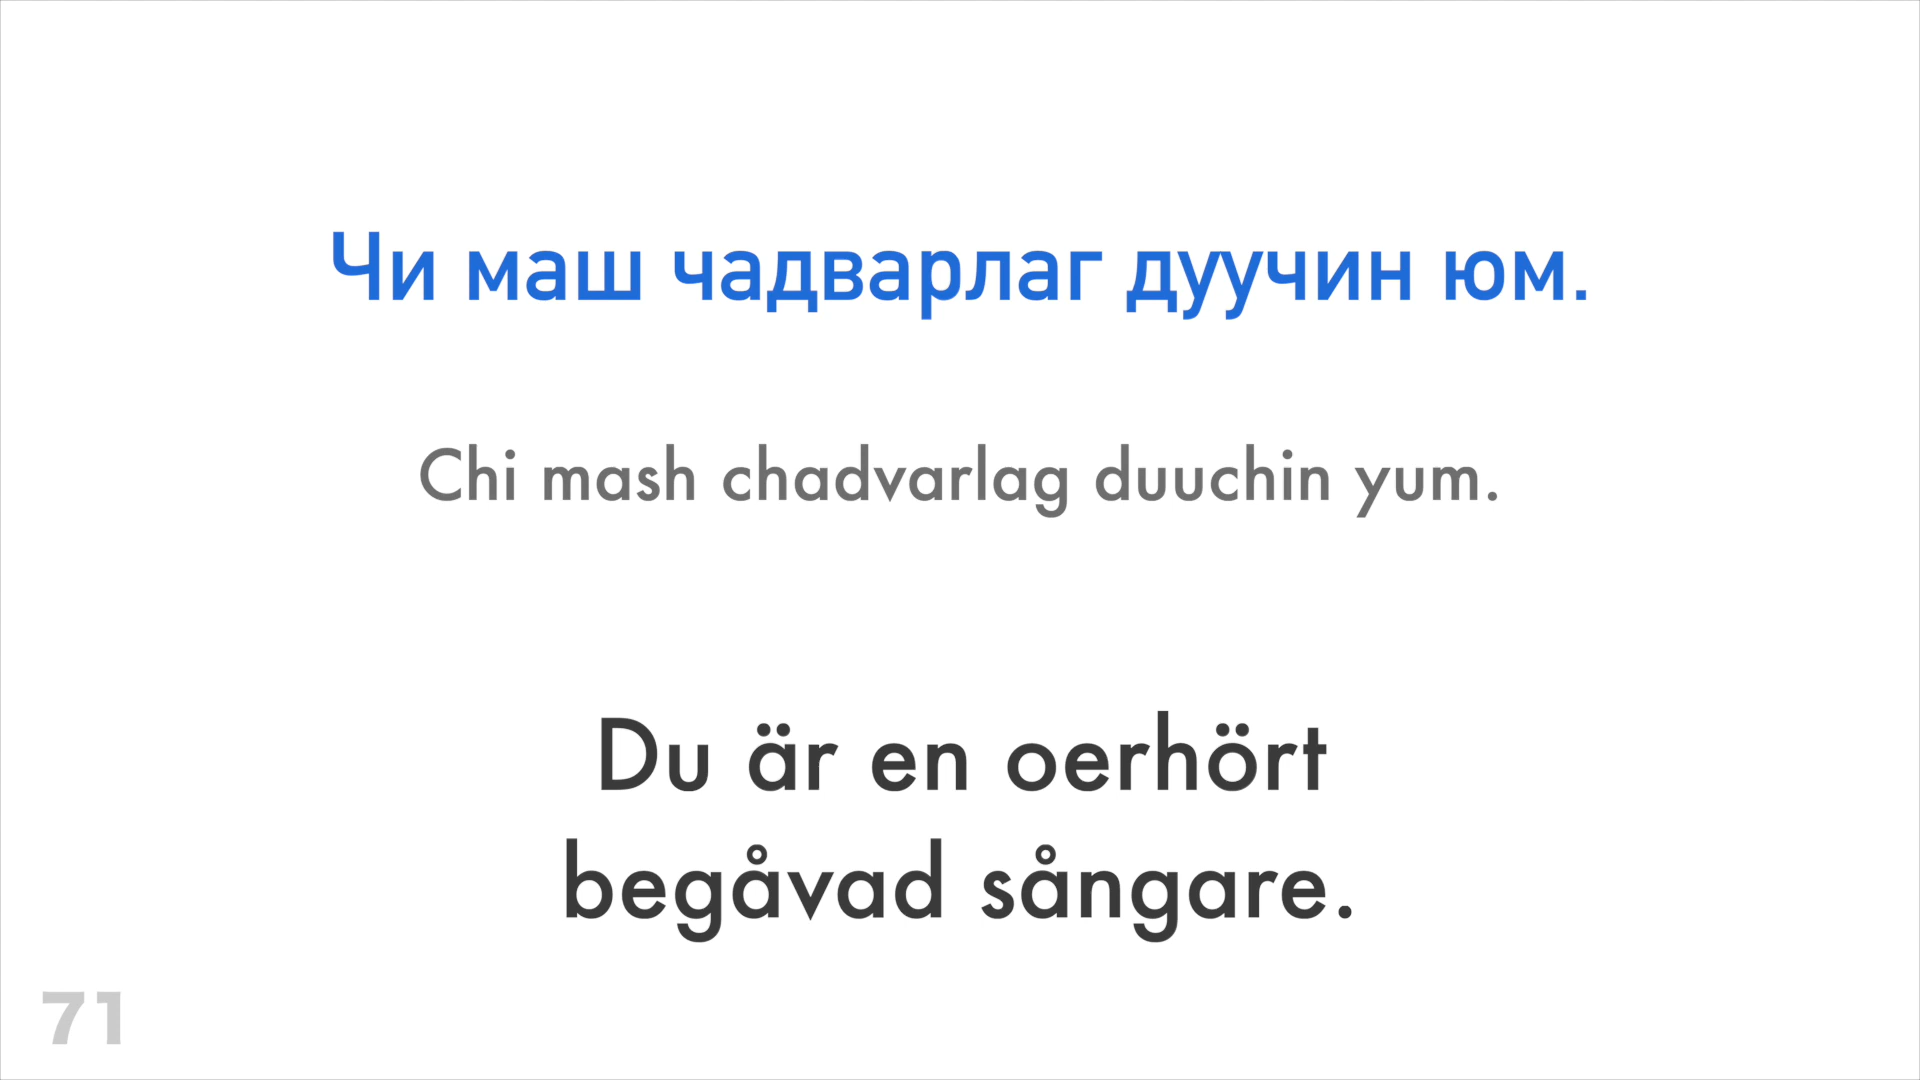 Чи маш чадварлаг дуучин юм.
Chi mash chadvarlag duuchin yum.
Du är en oerhört
begåvad sångare.
71